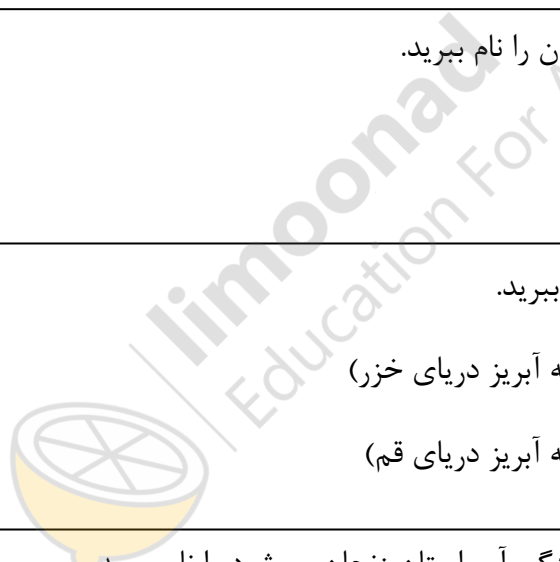 ن را نام ببرید.
ببرید.
ه آبریز دریای خزر)
ه آبریز دریای قم)
limoonad
Education For